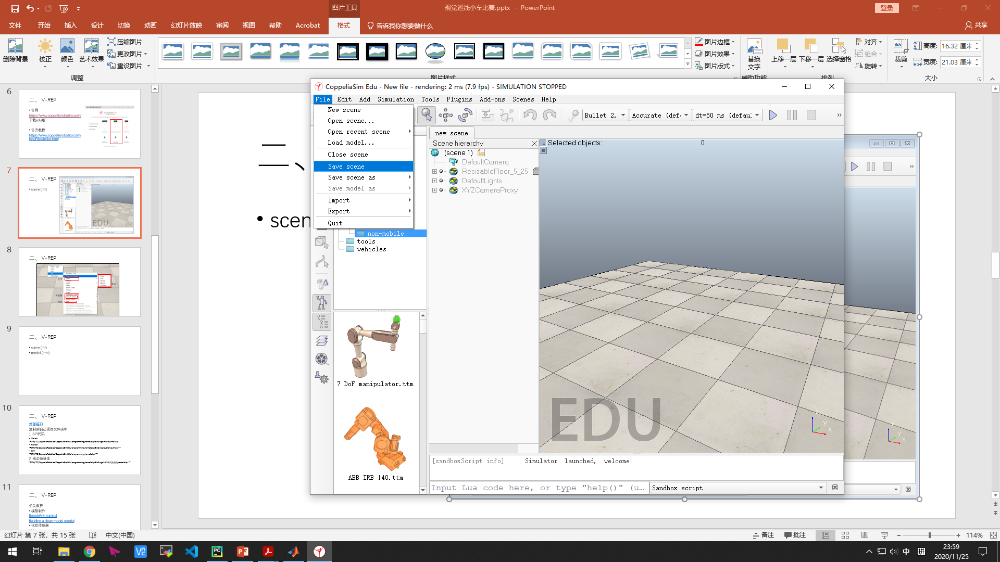 图片工具
视觉巡线小车比赛.pptx - PowerPoint
登录
文件 开始 插入 设计 切换 动画 幻灯片放映 审阅 视图 帮助 Acrobat 格式 告诉我你想要做什么
共享
删除背景 校正 颜色 艺术效果
压缩图片
更改图片
重设图片
调整
图片样式
图片边框
图片效果
图片版式
替换文字
辅助功能
上移一层 下移一层 选择窗格
对齐
组合
旋转
排列
裁剪
高度: 16.32 厘米
宽度: 21.03 厘米
大小
6
二、 V-REP
• 官网
https://www.coppeliarobotics.com/
下载edu版
• 官方教程
https://www.coppeliarobotics.com/
helpFiles/index.html
7
二、 V-REP
• scene (.ttt)
EDU
8
二、 V-REP
9
二、 V-REP
• scene (.ttt)
• model (.ttm)
10
二、 V-REP
外部接口
复制到自己项目文件夹中
1. API代码
• Matlab
• Python
• C++
2. 动态链接库
11
二、 V-REP
相关教程
• 模型制作
BubbleRob tutorial
Building a clean model tutorial
• 视觉传感器
二、
• scen
CoppeliaSim Edu - New file - rendering: 2 ms (7.9 fps) - SIMULATION STOPPED
File Edit Add Simulation Tools Plugins Add-ons Scenes Help
New scene
Open scene...
Open recent scene
Load model...
Close scene
Save scene
Save scene as
Save model as
Import
Export
Quit
Bullet 2. Accurate (def: dt=50 ms (defau
new scene
Scene hierarchy
(scene 1)
DefaultCamera
ResizableFloor_5_25
DefaultLights
XYZCameraProxy
Selected objects: 0
non-mobile
tools
vehicles
7 DoF manipulator.ttm
ABB IRB 140.ttm
EDU
z
y
x
z
y
x
[sandboxScript:info] Simulator launched, welcome!
Input Lua code here, or type "help()" (u...
Sandbox script
幻灯片 第 7 张，共 15 张
中文(中国)
备注
批注
114%
中
23:59
2020/11/25